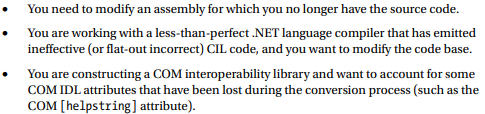 • You need to modify an assembly for which you no longer have the source code.
• You are working with a less-than-perfect .NET language compiler that has emitted
ineffective (or flat-out incorrect) CIL code, and you want to modify the code base.
• You are constructing a COM interoperability library and want to account for some
COM IDL attributes that have been lost during the conversion process (such as the
COM [helpstring] attribute).